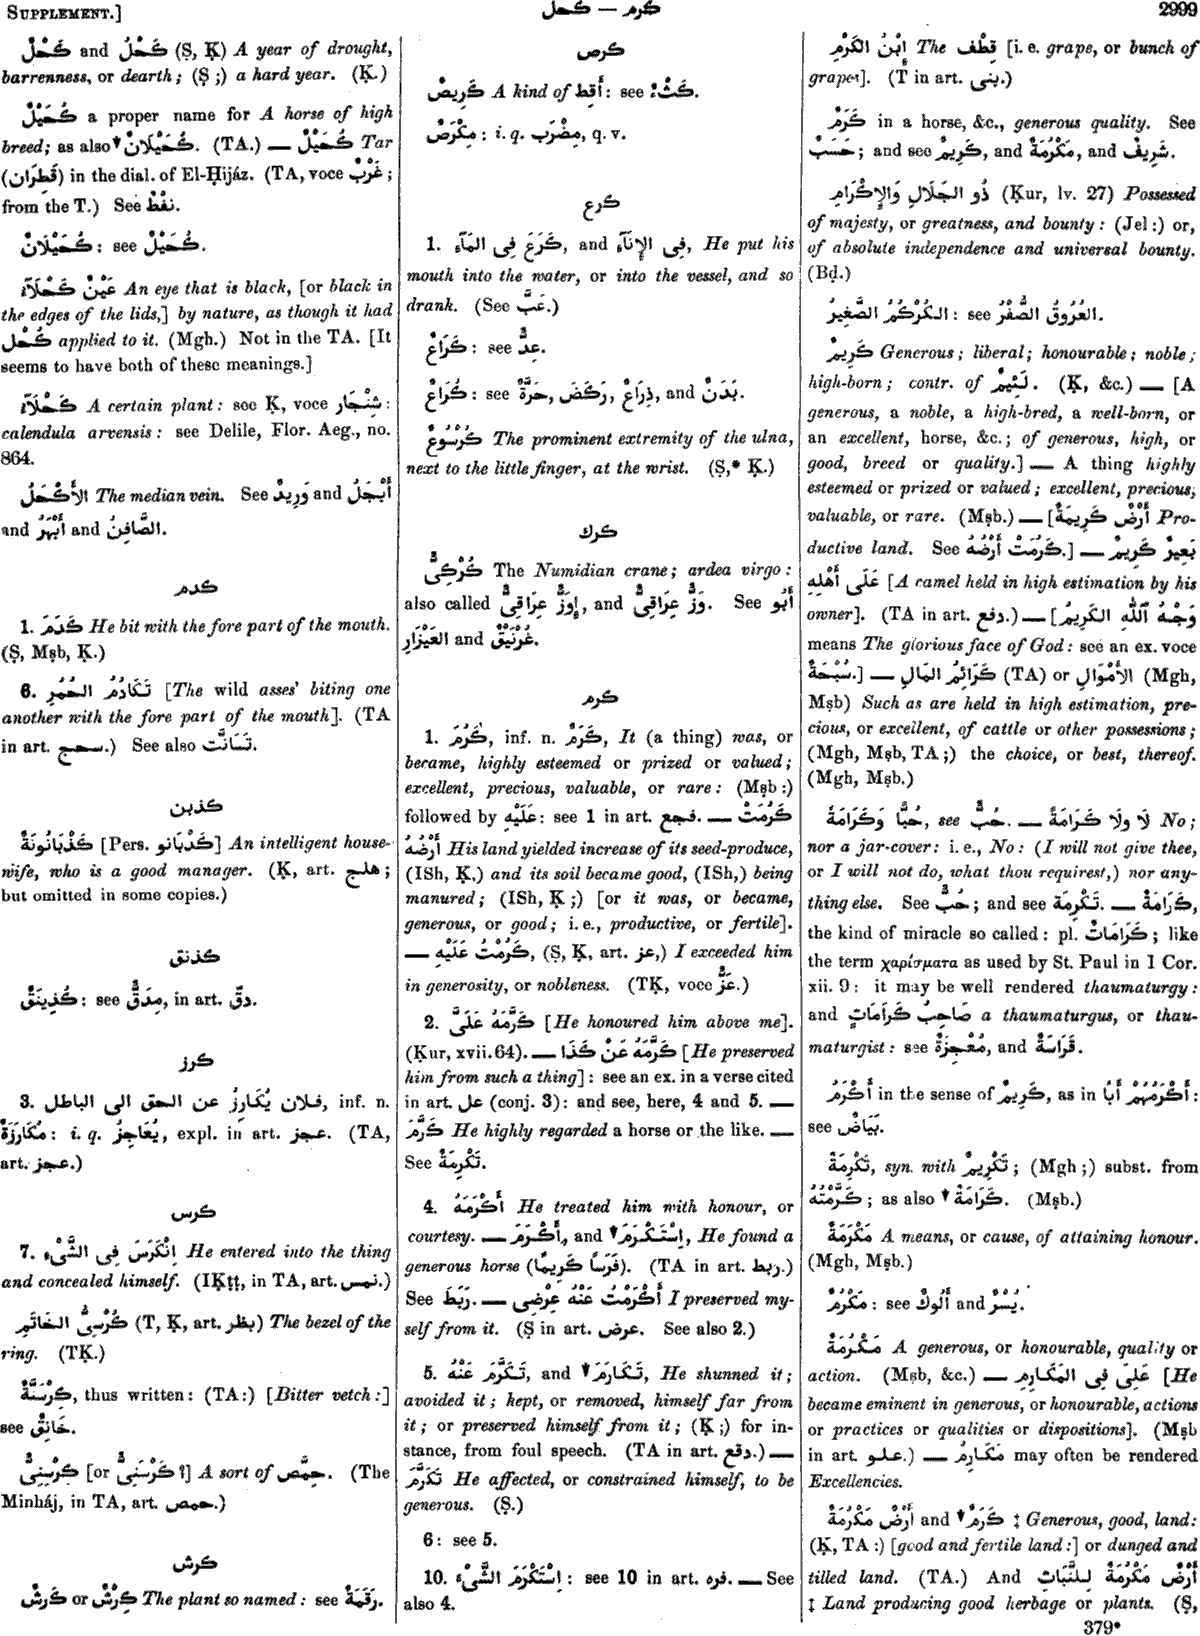 SUPPLEMENT.]
كحل — كرم
2999
كَحْلٌ and كَحْلُ (Ṣ, Ḳ) A year of drought,
barrenness, or dearth; (Ṣ;) a hard year. (Ḳ.)
كُحَيْلٌ a proper name for A horse of high
breed; as also ▼ كُحَيْلَانٌ. (TA.) — كُحَيْلٌ Tar
(قَطِرَان) in the dial. of El-Ḥijáz. (TA, voce غَرْبٌ;
from the T.) See نفْطٌ.
كُحَيْلَانٌ: see كُحَيْلٌ.
عَيْنٌ كَحْلَآءُ An eye that is black, [or black in
the edges of the lids,] by nature, as though it had
كُحْل applied to it. (Mgh.) Not in the TA. [It
seems to have both of these meanings.]
كَحْلَآءُ A certain plant: see Ḳ, voce شِنْجَار:
calendula arvensis: see Delile, Flor. Aeg., no.
864.
الأَكْحَلُ The median vein. See وَرِيدٌ and أَبْجَلُ
and أَبْهَرُ and الصَّافِنُ.
كدم
1. كَدَمَ He bit with the fore part of the mouth.
(Ṣ, Mṣb, Ḳ.)
6. تَكَادُمُ الحُمُرِ [The wild asses' biting one
another with the fore part of the mouth]. (TA
in art. سحج.) See also تَسَانَّت.
كذبن
كَذْبَانُونَةٌ [Pers. كَدْبَانو] An intelligent house-
wife, who is a good manager. (Ḳ, art. هلج;
but omitted in some copies.)
كذنق
كُذِينَقٌ: see مِدَقٌّ, in art. دقّ.
كرز
3. فلان يُكَارِزُ عن الحق الى الباطل, inf. n.
مُكَارَزَةٌ: i. q. يُعَاجِزُ, expl. in art. عجز. (TA,
art. عجز.)
كرس
7. اِنْكَرَسَ فِى الشَّىْءِ He entered into the thing
and concealed himself. (IḲṭṭ, in TA, art. نمس.)
كُرْسِىُّ الخَاتَمِ (T, Ḳ, art. بظر) The bezel of the
ring. (TḲ.)
كِرْسَنَّةٌ, thus written: (TA:) [Bitter vetch:]
see خَانِقٌ.
كِرْسِنِىٌّ [or كَرْسَنِىٌّ?] A sort of حِمَّص. (The
Minháj, in TA, art. حمص.)
كرش
كَرِشٌ or كِرْشٌ The plant so named: see رَقَمَةٌ.
كرص
كَرِيصٌ A kind of أَقِط: see كَثْءٌ.
مِكْرَصٌ: i. q. مِضْرَب, q. v.
كرع
1. كَرَعَ فِى المَآءِ, and فِى الإِنَآءِ, He put his
mouth into the water, or into the vessel, and so
drank. (See عَبَّ.)
كَرَاعْ: see عِدٌّ.
كُرَاعٌ: see ذِرَاعٌ, رَكَضَ, حَرَّةٌ, and بَدَنٌ.
كُرْسُوعٌ The prominent extremity of the ulna,
next to the little finger, at the wrist. (Ṣ,* Ḳ.)
كرك
كُرْكِىٌّ The Numidian crane; ardea virgo:
also called إِوَزٌّ عِرَاقِىٌّ, and وَزٌّ عِرَاقِىٌّ. See أَبُو
العَيْزَارِ and غُرْنَيْقٌ.
كرم
1. كَرُمَ, inf. n. كَرَمٌ, It (a thing) was, or
became, highly esteemed or prized or valued;
excellent, precious, valuable, or rare: (Mṣb:)
followed by عَلَيْهِ: see 1 in art. فجع. — كَرُمَتْ
أَرْضُهُ His land yielded increase of its seed-produce,
(ISh, Ḳ,) and its soil became good, (ISh,) being
manured; (ISh, Ḳ;) [or it was, or became,
generous, or good; i. e., productive, or fertile].
— كَرُمْتُ عَلَيْهِ, (Ṣ, Ḳ, art. عز,) I exceeded him
in generosity, or nobleness. (TḲ, voce عَزَّ.)
2. كَرَّمَهُ عَلَىَّ [He honoured him above me].
(Ḳur, xvii. 64). — كَرَّمَهُ عَنْ كَذَا [He preserved
him from such a thing]: see an ex. in a verse cited
in art. عل (conj. 3): and see, here, 4 and 5. —
كَرَّمَ He highly regarded a horse or the like. —
See تَكْرِمَةٌ.
4. أَكْرَمَهُ He treated him with honour, or
courtesy. — أَكْرَمَ, and ▼ اِسْتَكْرَمَ, He found a
generous horse (فَرَسًا كَرِيمًا). (TA in art. ربط.)
See رَبَطَ. — أَكْرَمْتُ عَنْهُ عِرْضِى I preserved my-
self from it. (Ṣ in art. عرض. See also 2.)
5. تَكَرَّمَ عَنْهُ, and ▼ تَكَارَمَ, He shunned it;
avoided it; kept, or removed, himself far from
it; or preserved himself from it; (Ḳ;) for in-
stance, from foul speech. (TA in art. دقع.) —
تَكَرَّمَ He affected, or constrained himself, to be
generous. (Ṣ.)
6: see 5.
10. اِسْتَكْرَمَ الشَّىْءَ: see 10 in art. فره. — See
also 4.
إِبْنُ الكَرْمِ The قِطْف [i. e. grape, or bunch of
grapes]. (T in art. بنى.)
كَرَمٌ in a horse, &c., generous quality. See
حَسَبٌ; and see كَرِيمٌ, and مَكْرُمَةٌ, and شَرِيفٌ.
ذُو الجَلَالِ وَالإِكْرَامِ (Ḳur, lv. 27) Possessed
of majesty, or greatness, and bounty: (Jel:) or,
of absolute independence and universal bounty.
(Bḍ.)
الكُرْكُمُ الصَّغِيرُ: see العُرُوقُ الصُّفْرُ.
كَرِيمٌ Generous; liberal; honourable; noble;
high-born; contr. of لَئِيمٌ. (Ḳ, &c.) — [A
generous, a noble, a high-bred, a well-born, or
an excellent, horse, &c.; of generous, high, or
good, breed or quality.] — A thing highly
esteemed or prized or valued; excellent, precious,
valuable, or rare. (Mṣb.) — [أَرْضٌ كَرِيمَةٌ Pro-
ductive land. See كَرُمَتْ أَرْضُهُ.] — بَعِيرٌ كَرِيمٌ
عَلَى أَهْلِهِ [A camel held in high estimation by his
owner]. (TA in art. دفع.) — [وَجْهُ ٱللّٰهِ الكَرِيمُ
means The glorious face of God: see an ex. voce
سُبْحَةٌ.] — كَرَائِمُ المَالِ (TA) or الأَمْوَالِ (Mgh,
Mṣb) Such as are held in high estimation, pre-
cious, or excellent, of cattle or other possessions;
(Mgh, Mṣb, TA;) the choice, or best, thereof.
(Mgh, Mṣb.)
حُبًّا وَكَرَامَةً, see حُبٌّ. — لَا ولَا كَرَامَةً No;
nor a jar-cover: i. e., No: (I will not give thee,
or I will not do, what thou requirest,) nor any-
thing else. See حُبٌّ; and see تَكْرِمَة. — كَرَامَةٌ,
the kind of miracle so called: pl. كَرَامَاتٌ; like
the term χαρίσματα as used by St. Paul in 1 Cor.
xii. 9: it may be well rendered thaumaturgy:
and صَاحِبُ كَرَامَاتٍ a thaumaturgus, or thau-
maturgist: see مُعْجِزَةٌ, and فَرَاسَةٌ.
أَكْرَمُ in the sense of كَرِيمٌ, as in أَكْرَمُهُمْ أَبًا:
see بَيَاضٌ.
تَكْرِمَةٌ, syn. with تَكْرِيمٌ; (Mgh;) subst. from
كَرَّمْتُهُ; as also ▼ كَرَامَةٌ. (Mṣb.)
مَكْرَمَةٌ A means, or cause, of attaining honour.
(Mgh, Mṣb.)
مَكْرُمٌ: see أَلُوكٌ and يُسْرٌ.
مَكْرُمَةٌ A generous, or honourable, quality or
action. (Mṣb, &c.) — عَلِىَ فِى المَكَارِمِ [He
became eminent in generous, or honourable, actions
or practices or qualities or dispositions]. (Mṣb
in art. علو.) — مَكَارِمُ may often be rendered
Excellencies.
أَرْضٌ مَكْرُمَةٌ and ▼ كَرَمٌ ‡ Generous, good, land:
(Ḳ, TA:) [good and fertile land:] or dunged and
tilled land. (TA.) And أَرْضٌ مَكْرُمَةٌ لِلنَّبَاتِ
‡ Land producing good herbage or plants. (Ṣ,
379*